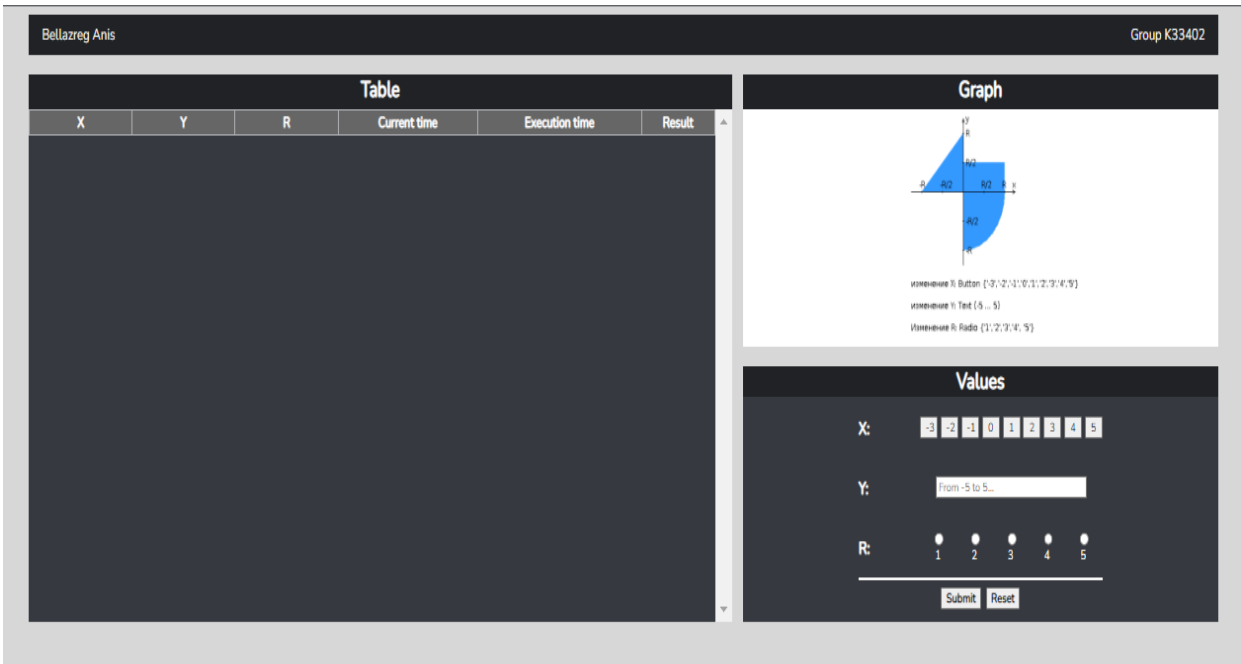 Bellazreg Anis
Group K33402
Table
X Y R Current time Execution time Result
Graph
y
R
R/2
-R -R/2 R/2 R x
-R/2
-R
изменение X: Button {'-3','-2','-1','0','1','2','3','4','5'}
изменение Y: Text (-5 ... 5)
Изменение R: Radio {'1','2','3','4', '5'}
Values
X: -3 -2 -1 0 1 2 3 4 5
Y: From -5 to 5...
R: 1 2 3 4 5
Submit Reset